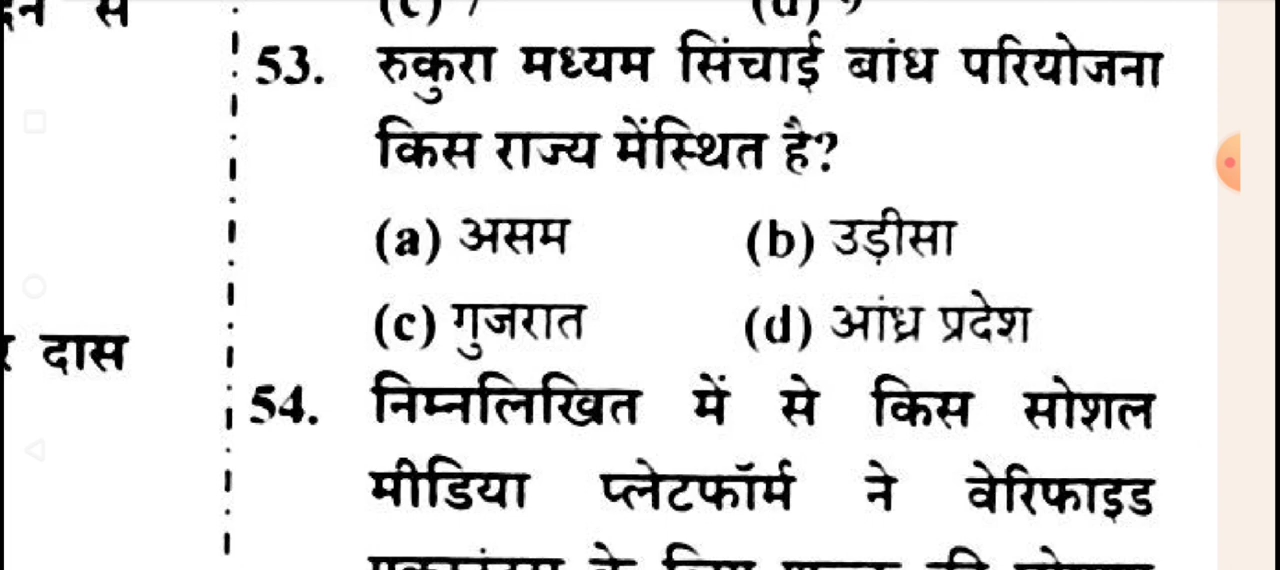 53. रुकुरा मध्यम सिंचाई बांध परियोजना
किस राज्य मेंस्थित है?
(a) असम (b) उड़ीसा
(c) गुजरात (d) आंध्र प्रदेश
दास
54. निम्नलिखित में से किस सोशल
मीडिया प्लेटफॉर्म ने वेरिफाइड